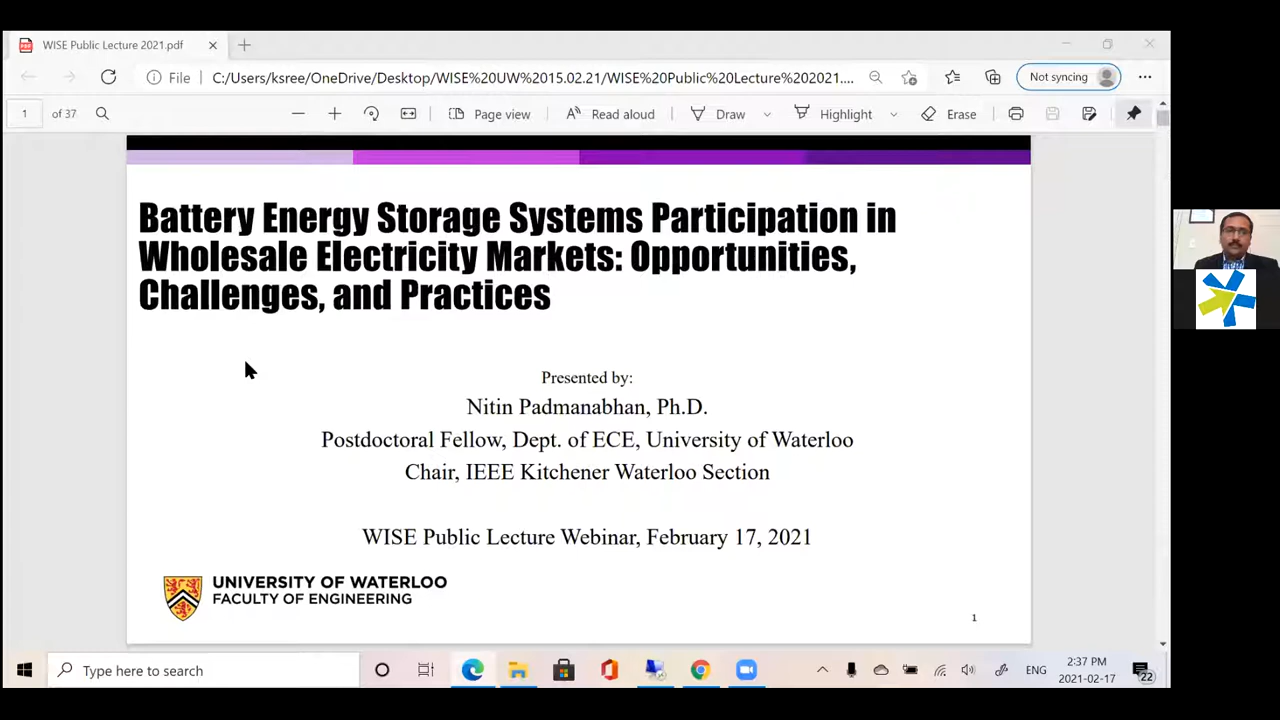 WISE Public Lecture 2021.pdf
File
C:/Users/ksree/OneDrive/Desktop/WISE%20UW%2015.02.21/WISE%20Public%20Lecture%202021....
Not syncing
1 of 37
Page view
Read aloud
Draw
Highlight
Erase
Battery Energy Storage Systems Participation in
Wholesale Electricity Markets: Opportunities,
Challenges, and Practices
Presented by:
Nitin Padmanabhan, Ph.D.
Postdoctoral Fellow, Dept. of ECE, University of Waterloo
Chair, IEEE Kitchener Waterloo Section
WISE Public Lecture Webinar, February 17, 2021
UNIVERSITY OF WATERLOO
FACULTY OF ENGINEERING
1
Type here to search
ENG
2:37 PM
2021-02-17
22